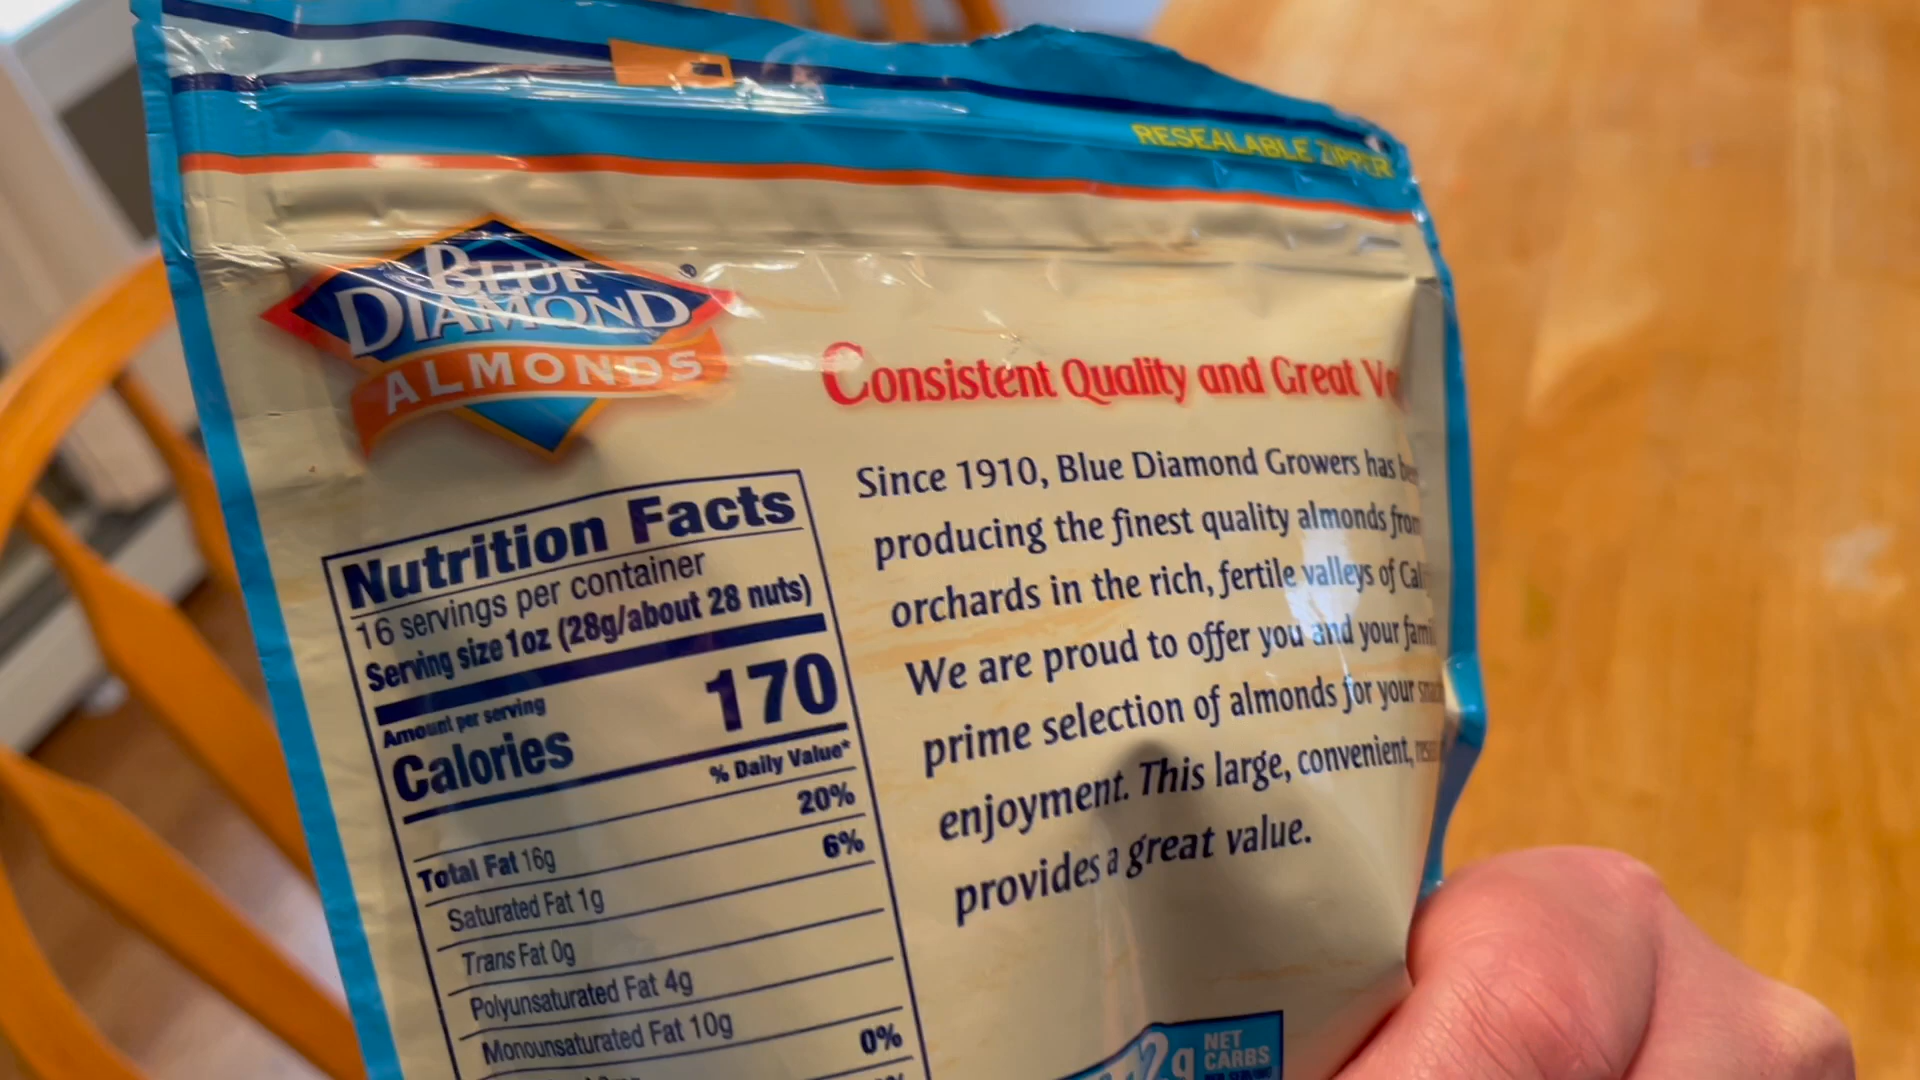 RESEALABLE ZIPPER
BLUE
DIAMOND
ALMONDS
®
Consistent Quality and Great
Since 1910, Blue Diamond Growers has
producing the finest quality almonds from
orchards in the rich, fertile valleys of
We are proud to offer you and your
prime selection of almonds for your
enjoyment. This large, convenient,
provides a great value.
Nutrition Facts
16 servings per container
Serving size 1oz (28g/about 28 nuts)
Amount per serving
Calories 170
% Daily Value*
Total Fat 16g 20%
Saturated Fat 1g 6%
Trans Fat 0g
Polyunsaturated Fat 4g
Monounsaturated Fat 10g
0%
2g NET
CARBS